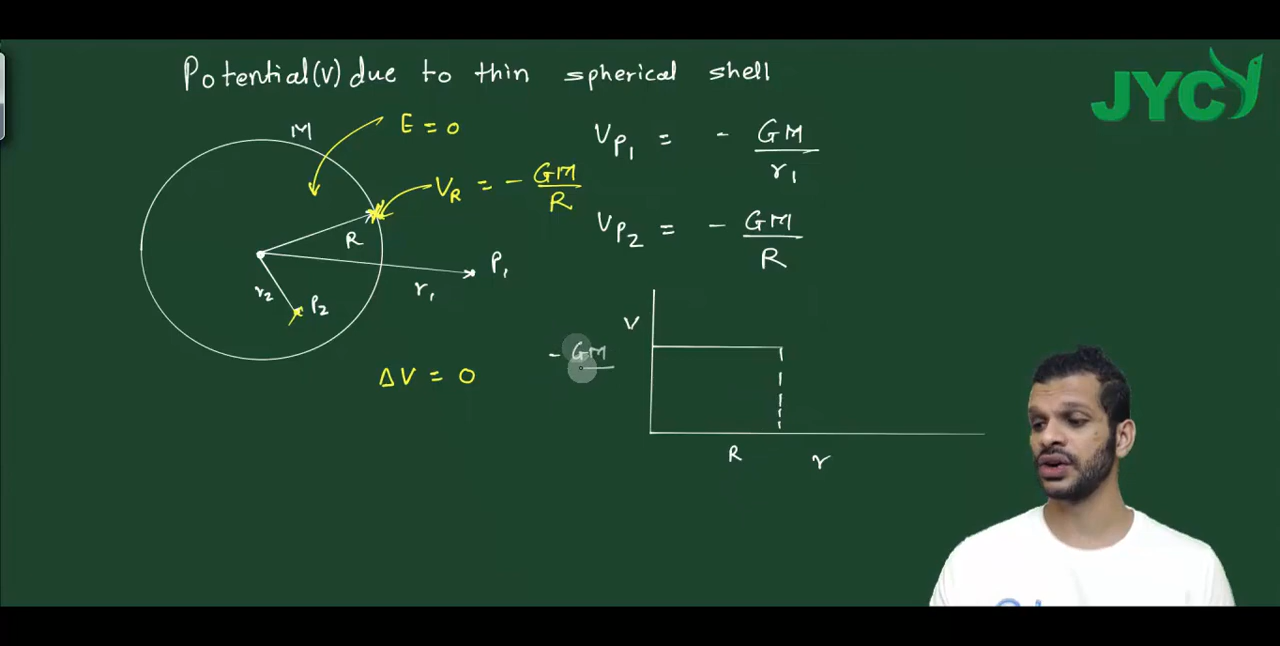 Potential(V) due to thin spherical shell
JYC
M
E = 0
V_R = - GM/R
R
r₂
P₂
r₁
P₁
V_P₁ = - GM/r₁
V_P₂ = - GM/R
ΔV = 0
V
- GM
R
r